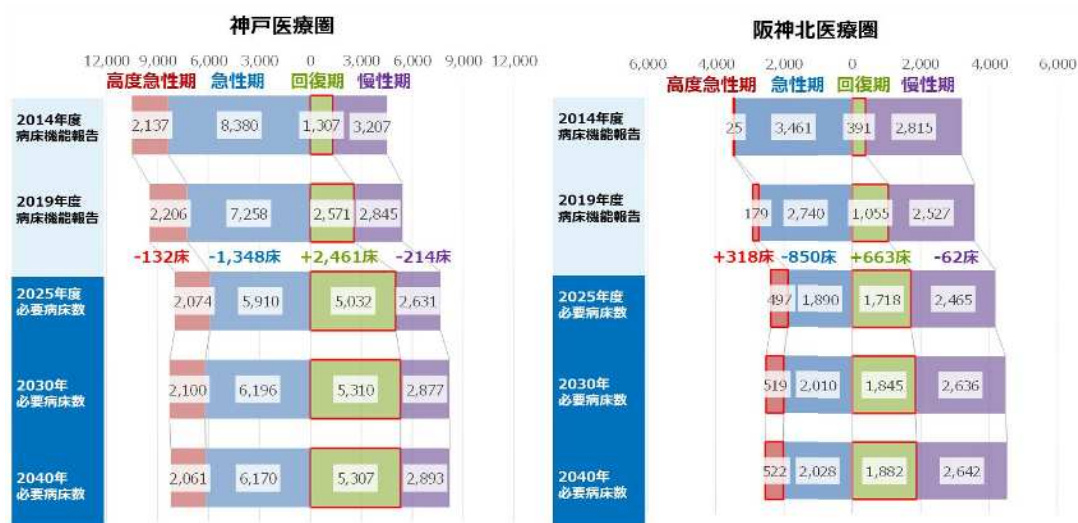 神戸医療圏
12,000 9,000 6,000 3,000 0 3,000 6,000 9,000 12,000
高度急性期 急性期 回復期 慢性期
2014年度
病床機能報告
2,137 8,380 1,307 3,207
2019年度
病床機能報告
2,206 7,258 2,571 2,845
-132床 -1,348床 +2,461床 -214床
2025年度
必要病床数
2,074 5,910 5,032 2,631
2030年
必要病床数
2,100 6,196 5,310 2,877
2040年
必要病床数
2,061 6,170 5,307 2,893
阪神北医療圏
6,000 4,000 2,000 0 2,000 4,000 6,000
高度急性期 急性期 回復期 慢性期
2014年度
病床機能報告
25 3,461 391 2,815
2019年度
病床機能報告
179 2,740 1,055 2,527
+318床 -850床 +663床 -62床
2025年度
必要病床数
497 1,890 1,718 2,465
2030年
必要病床数
519 2,010 1,845 2,636
2040年
必要病床数
522 2,028 1,882 2,642